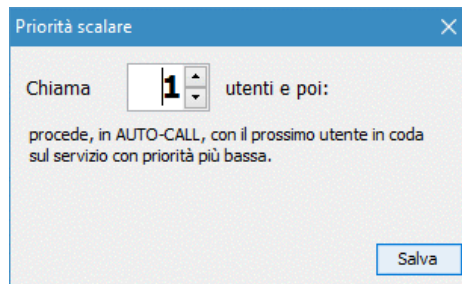 Priorità scalare
Chiama 1 utenti e poi:
procede, in AUTO-CALL, con il prossimo utente in coda
sul servizio con priorità più bassa.
Salva